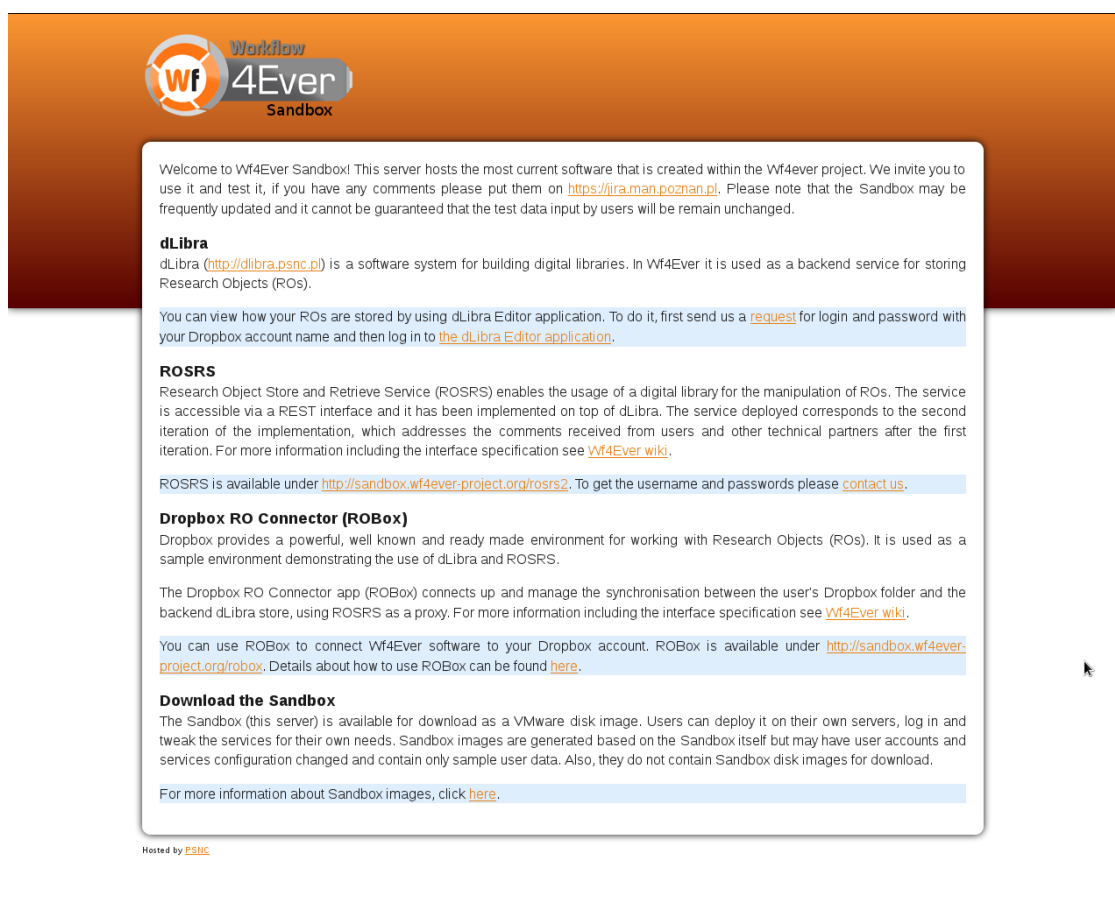 Workflow
Wf 4Ever
Sandbox
Welcome to Wf4Ever Sandbox! This server hosts the most current software that is created within the Wf4ever project. We invite you to
use it and test it, if you have any comments please put them on https://jira.man.poznan.pl. Please note that the Sandbox may be
frequently updated and it cannot be guaranteed that the test data input by users will be remain unchanged.
dLibra
dLibra (http://dlibra.psnc.pl) is a software system for building digital libraries. In Wf4Ever it is used as a backend service for storing
Research Objects (ROs).
You can view how your ROs are stored by using dLibra Editor application. To do it, first send us a request for login and password with
your Dropbox account name and then log in to the dLibra Editor application.
ROSRS
Research Object Store and Retrieve Service (ROSRS) enables the usage of a digital library for the manipulation of ROs. The service
is accessible via a REST interface and it has been implemented on top of dLibra. The service deployed corresponds to the second
iteration of the implementation, which addresses the comments received from users and other technical partners after the first
iteration. For more information including the interface specification see Wf4Ever wiki.
ROSRS is available under http://sandbox.wf4ever-project.org/rosrs2. To get the username and passwords please contact us.
Dropbox RO Connector (ROBox)
Dropbox provides a powerful, well known and ready made environment for working with Research Objects (ROs). It is used as a
sample environment demonstrating the use of dLibra and ROSRS.
The Dropbox RO Connector app (ROBox) connects up and manage the synchronisation between the user's Dropbox folder and the
backend dLibra store, using ROSRS as a proxy. For more information including the interface specification see Wf4Ever wiki.
You can use ROBox to connect Wf4Ever software to your Dropbox account. ROBox is available under http://sandbox.wf4ever-
project.org/robox. Details about how to use ROBox can be found here.
Download the Sandbox
The Sandbox (this server) is available for download as a VMware disk image. Users can deploy it on their own servers, log in and
tweak the services for their own needs. Sandbox images are generated based on the Sandbox itself but may have user accounts and
services configuration changed and contain only sample user data. Also, they do not contain Sandbox disk images for download.
For more information about Sandbox images, click here.
Hosted by PSNC